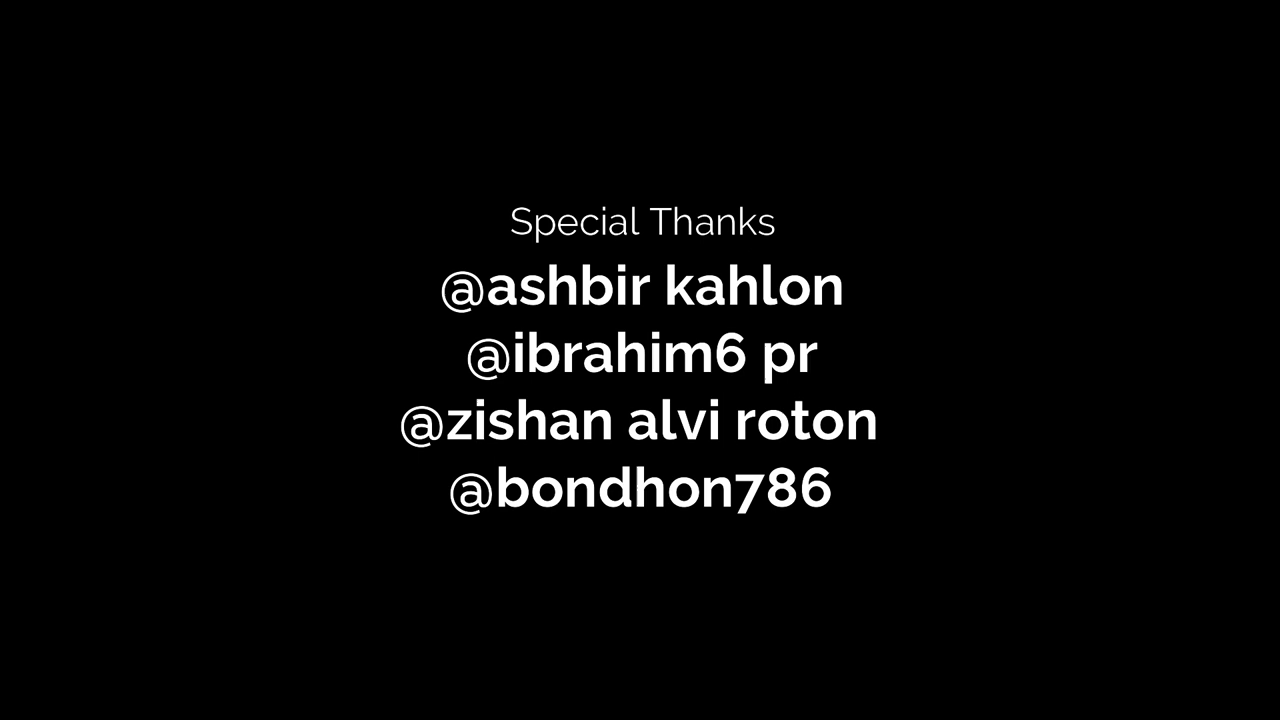 Special Thanks
@ashbir kahlon
@ibrahim6 pr
@zishan alvi roton
@bondhon786